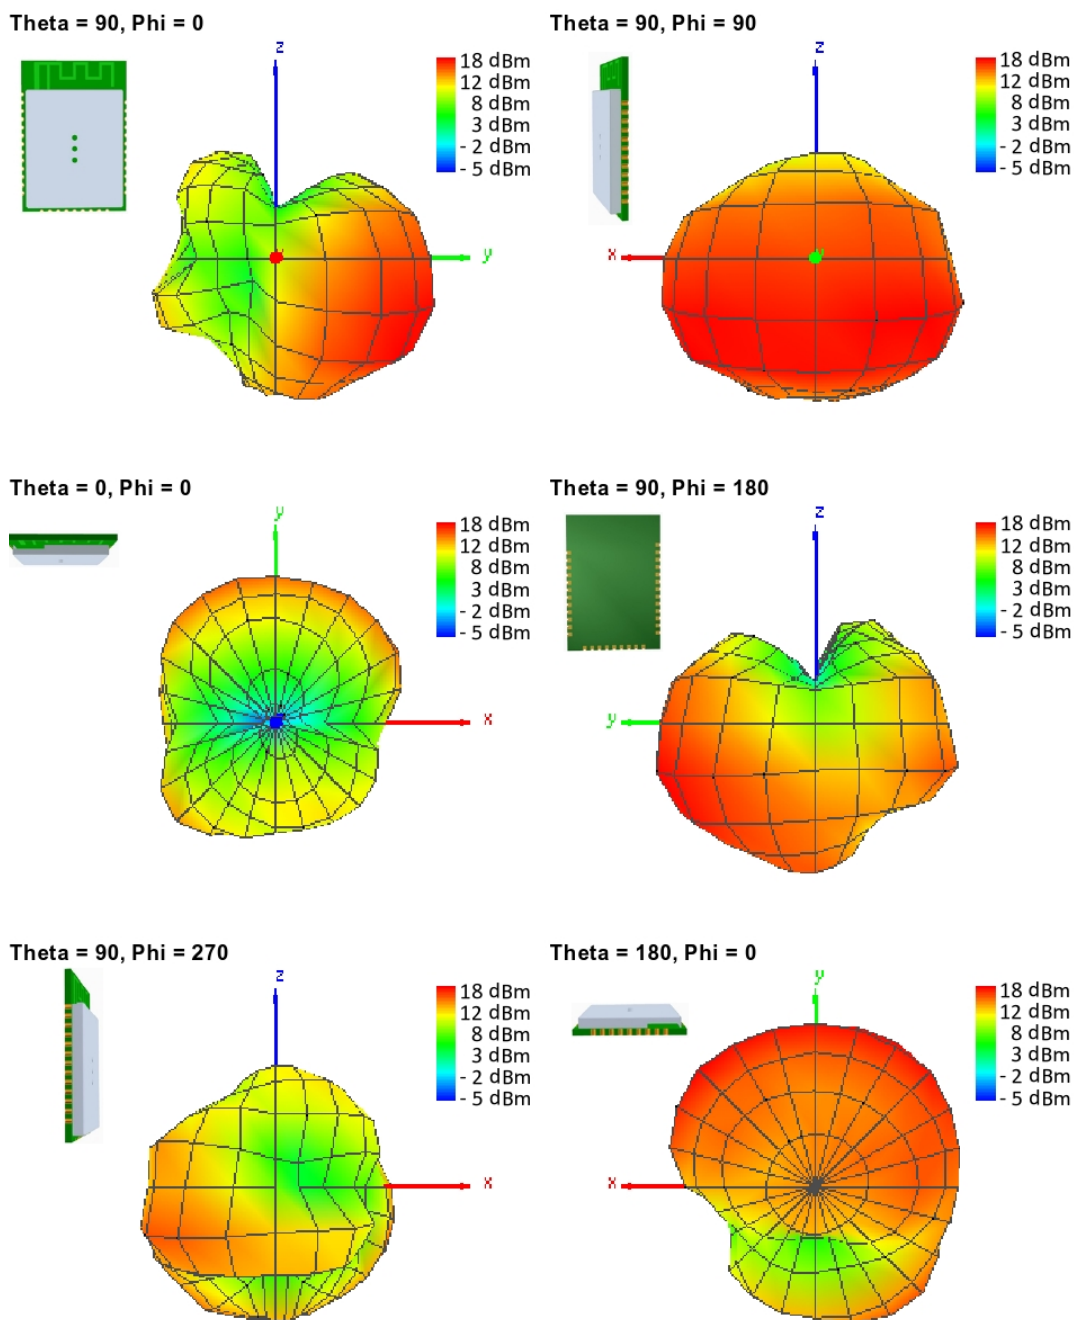 Theta = 90, Phi = 0
z
18 dBm
12 dBm
8 dBm
3 dBm
- 2 dBm
- 5 dBm
y
Theta = 90, Phi = 90
z
18 dBm
12 dBm
8 dBm
3 dBm
- 2 dBm
- 5 dBm
x
y
Theta = 0, Phi = 0
y
18 dBm
12 dBm
8 dBm
3 dBm
- 2 dBm
- 5 dBm
x
Theta = 90, Phi = 180
z
18 dBm
12 dBm
8 dBm
3 dBm
- 2 dBm
- 5 dBm
y
Theta = 90, Phi = 270
z
18 dBm
12 dBm
8 dBm
3 dBm
- 2 dBm
- 5 dBm
x
Theta = 180, Phi = 0
y
18 dBm
12 dBm
8 dBm
3 dBm
- 2 dBm
- 5 dBm
x